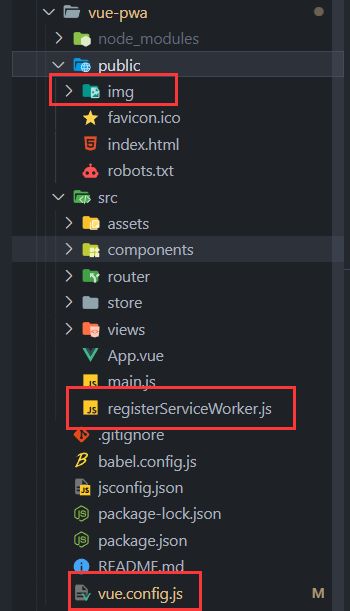 vue-pwa
node_modules
public
img
favicon.ico
index.html
robots.txt
src
assets
components
router
store
views
App.vue
main.js
JS registerServiceWorker.js
.gitignore
babel.config.js
jsconfig.json
package-lock.json
package.json
README.md
vue.config.js M